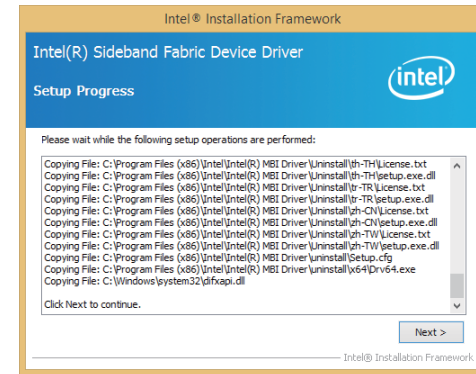 Intel® Installation Framework
Intel(R) Sideband Fabric Device Driver
Setup Progress
intel
Please wait while the following setup operations are performed:
Copying File: C:\Program Files (x86)\Intel\Intel(R) MBI Driver\Uninstall\th-TH\License.txt
Copying File: C:\Program Files (x86)\Intel\Intel(R) MBI Driver\Uninstall\th-TH\setup.exe.dll
Copying File: C:\Program Files (x86)\Intel\Intel(R) MBI Driver\Uninstall\tr-TR\License.txt
Copying File: C:\Program Files (x86)\Intel\Intel(R) MBI Driver\Uninstall\tr-TR\setup.exe.dll
Copying File: C:\Program Files (x86)\Intel\Intel(R) MBI Driver\Uninstall\zh-CN\License.txt
Copying File: C:\Program Files (x86)\Intel\Intel(R) MBI Driver\Uninstall\zh-CN\setup.exe.dll
Copying File: C:\Program Files (x86)\Intel\Intel(R) MBI Driver\Uninstall\zh-TW\License.txt
Copying File: C:\Program Files (x86)\Intel\Intel(R) MBI Driver\Uninstall\zh-TW\setup.exe.dll
Copying File: C:\Program Files (x86)\Intel\Intel(R) MBI Driver\uninstall\Setup.cfg
Copying File: C:\Program Files (x86)\Intel\Intel(R) MBI Driver\uninstall\x64\Drv64.exe
Copying File: C:\Windows\system32\difxapi.dll
Click Next to continue.
Next >
Intel® Installation Framework